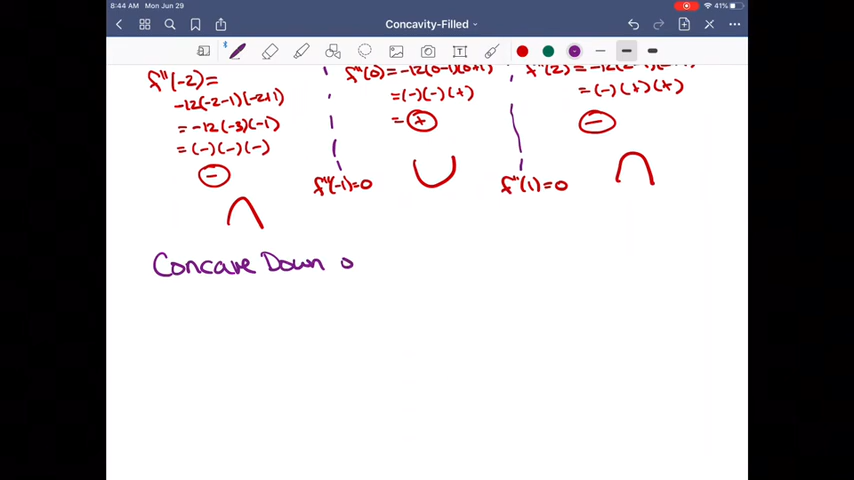 8:44 AM Mon Jun 29
41%
Concavity-Filled
f''(-2)=
-12(-2-1)(-2+1)
=-12(-3)(-1)
=(-)(-)(-)
-
f''(-1)=0
f''(0)=-12(0-1)(0+1)
=(-)(-)(+)
=+
f''(1)=0
f''(2)=
=(-)(+)(+)
-
Concave Down o